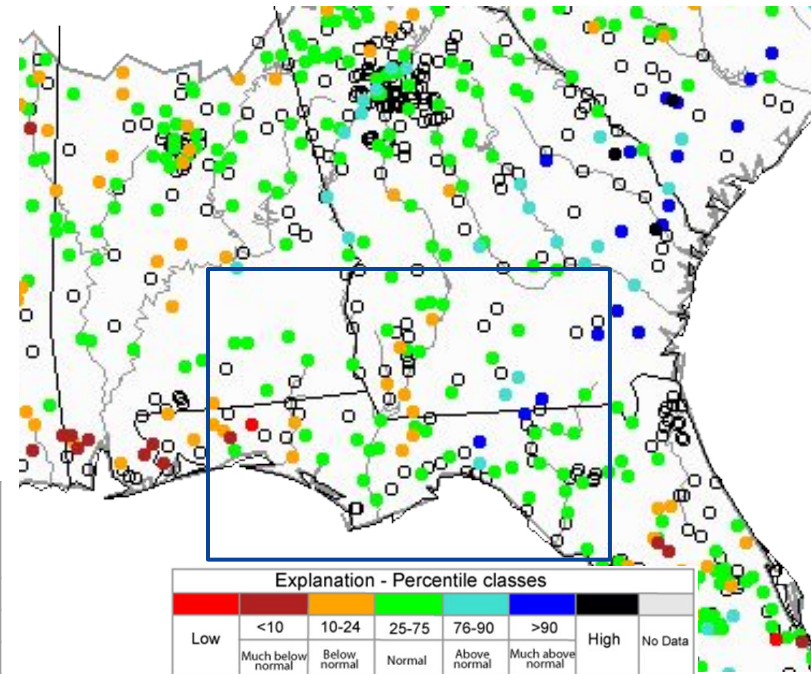 Explanation - Percentile classes
Low
<10
10-24
25-75
76-90
>90
High
No Data
Much below
normal
Below
normal
Normal
Above
normal
Much above
normal